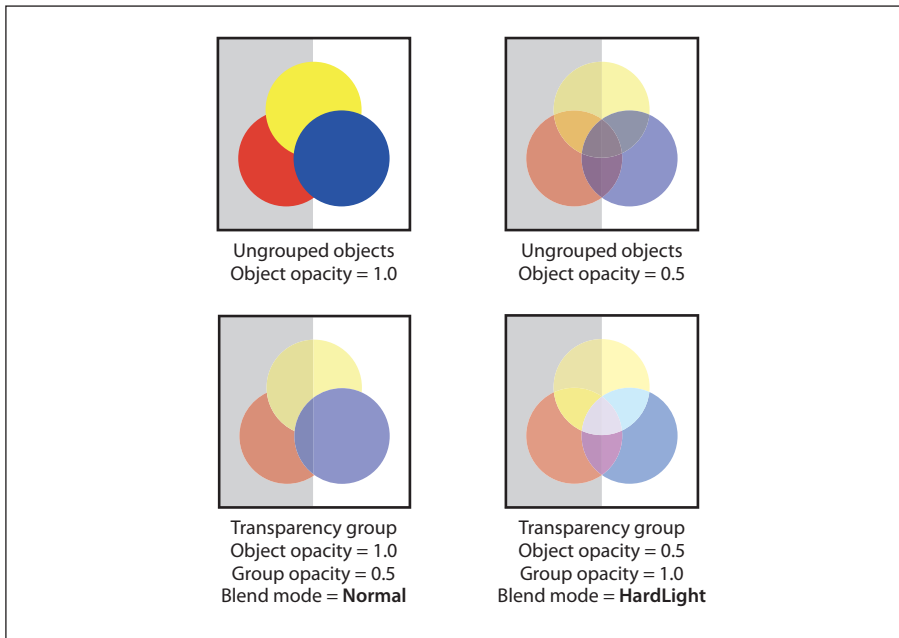 Ungrouped objects
Object opacity = 1.0
Ungrouped objects
Object opacity = 0.5
Transparency group
Object opacity = 1.0
Group opacity = 0.5
Blend mode = Normal
Transparency group
Object opacity = 0.5
Group opacity = 1.0
Blend mode = HardLight